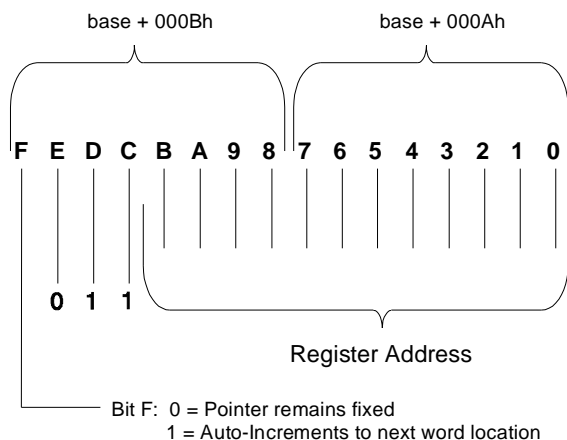 base + 000Bh base + 000Ah
F E D C B A 9 8 7 6 5 4 3 2 1 0
0 1 1
Register Address
Bit F: 0 = Pointer remains fixed
1 = Auto-Increments to next word location